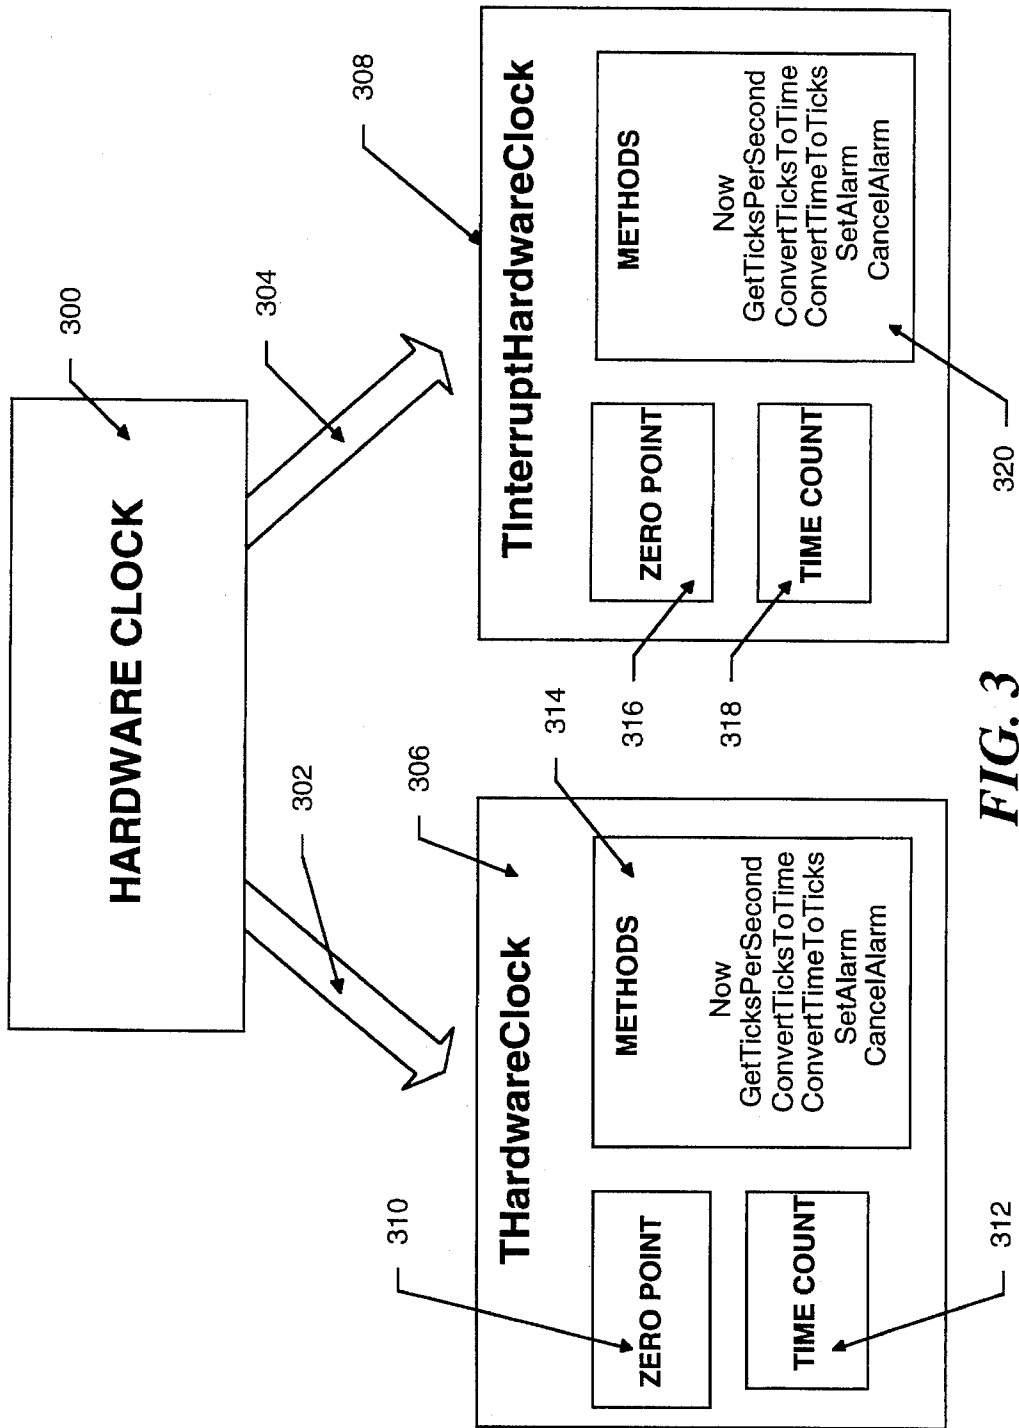 HARDWARE CLOCK
300
302
304
306
THardwareClock
310
ZERO POINT
312
TIME COUNT
314
METHODS
Now
GetTicksPerSecond
ConvertTicksToTime
ConvertTimeToTicks
SetAlarm
CancelAlarm
308
TInterruptHardwareClock
316
ZERO POINT
318
TIME COUNT
METHODS
Now
GetTicksPerSecond
ConvertTicksToTime
ConvertTimeToTicks
SetAlarm
CancelAlarm
320
FIG. 3